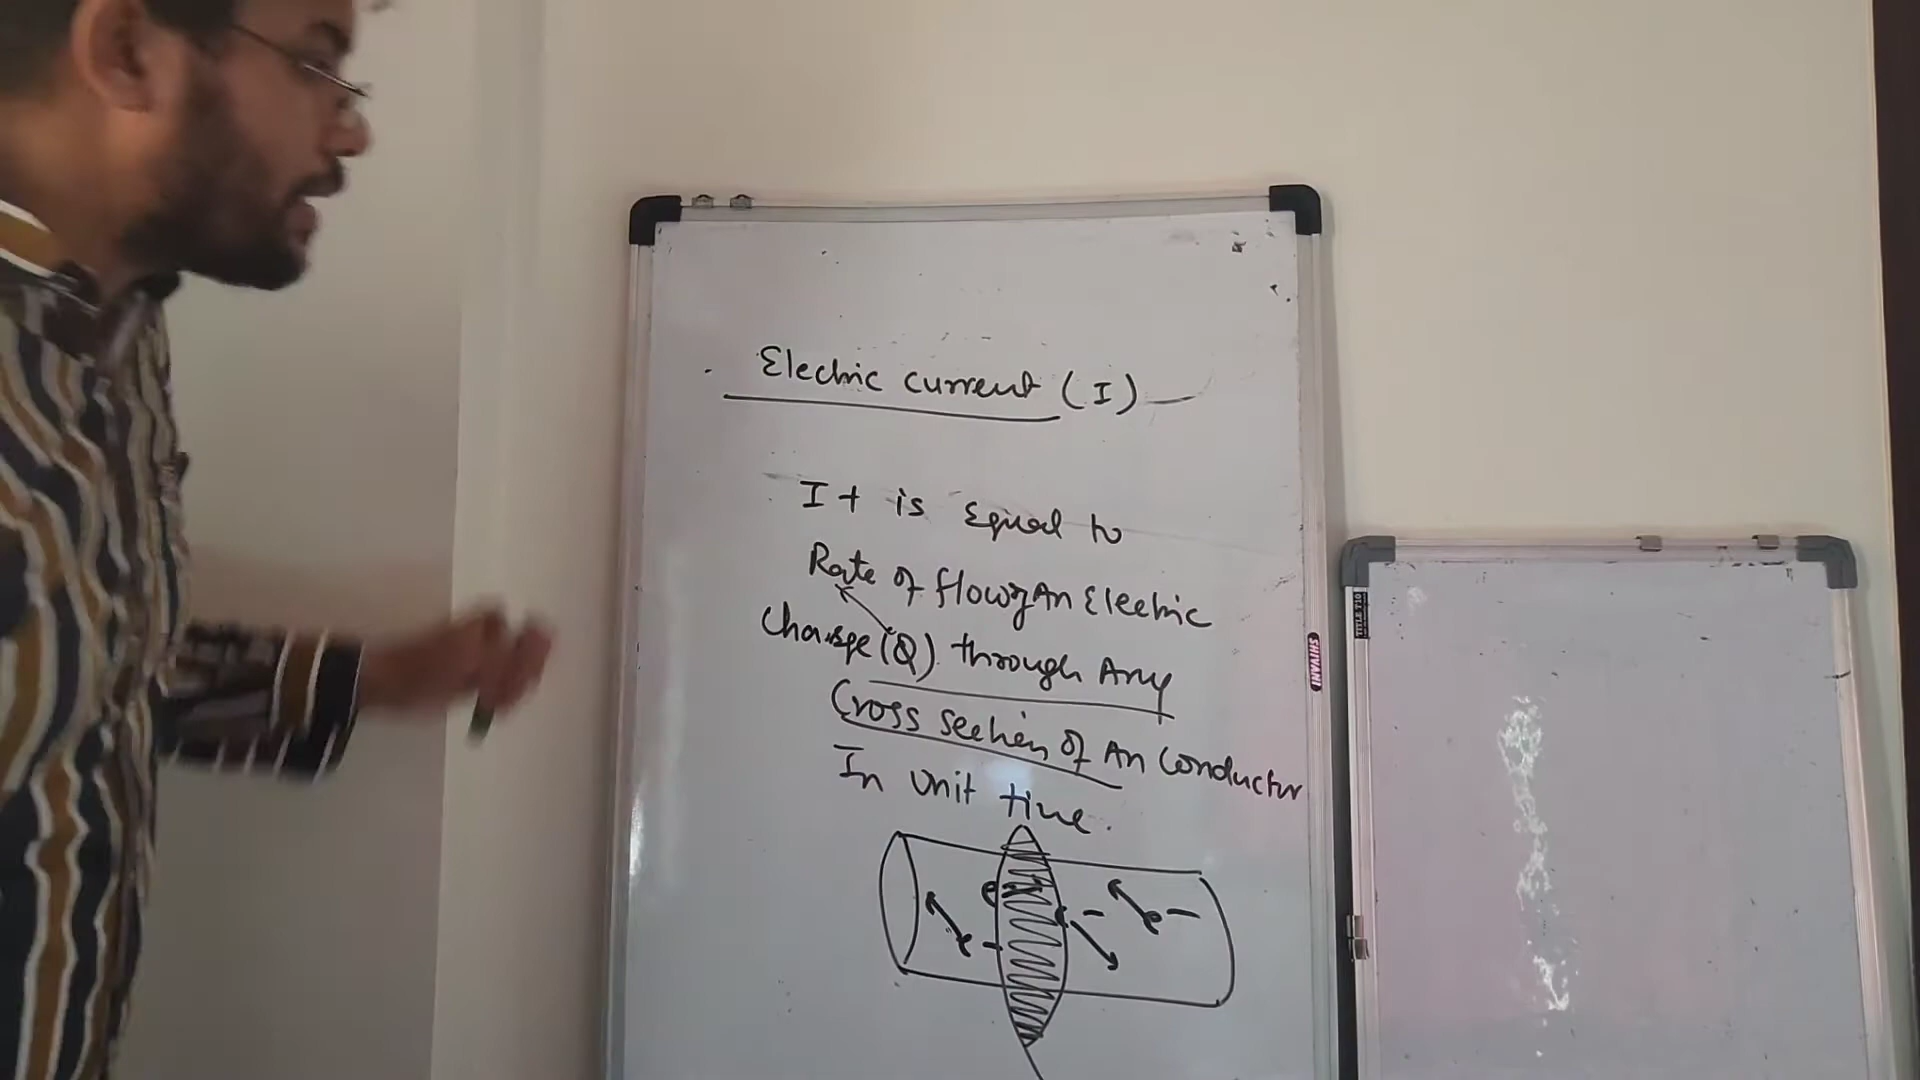 Electric current (I)
It is Equal to
Rate of flow of An Electric
Charge (Q) through Any
Cross Section of An Conductor
In Unit time.
e
e -
e -
e -
SHIVANI